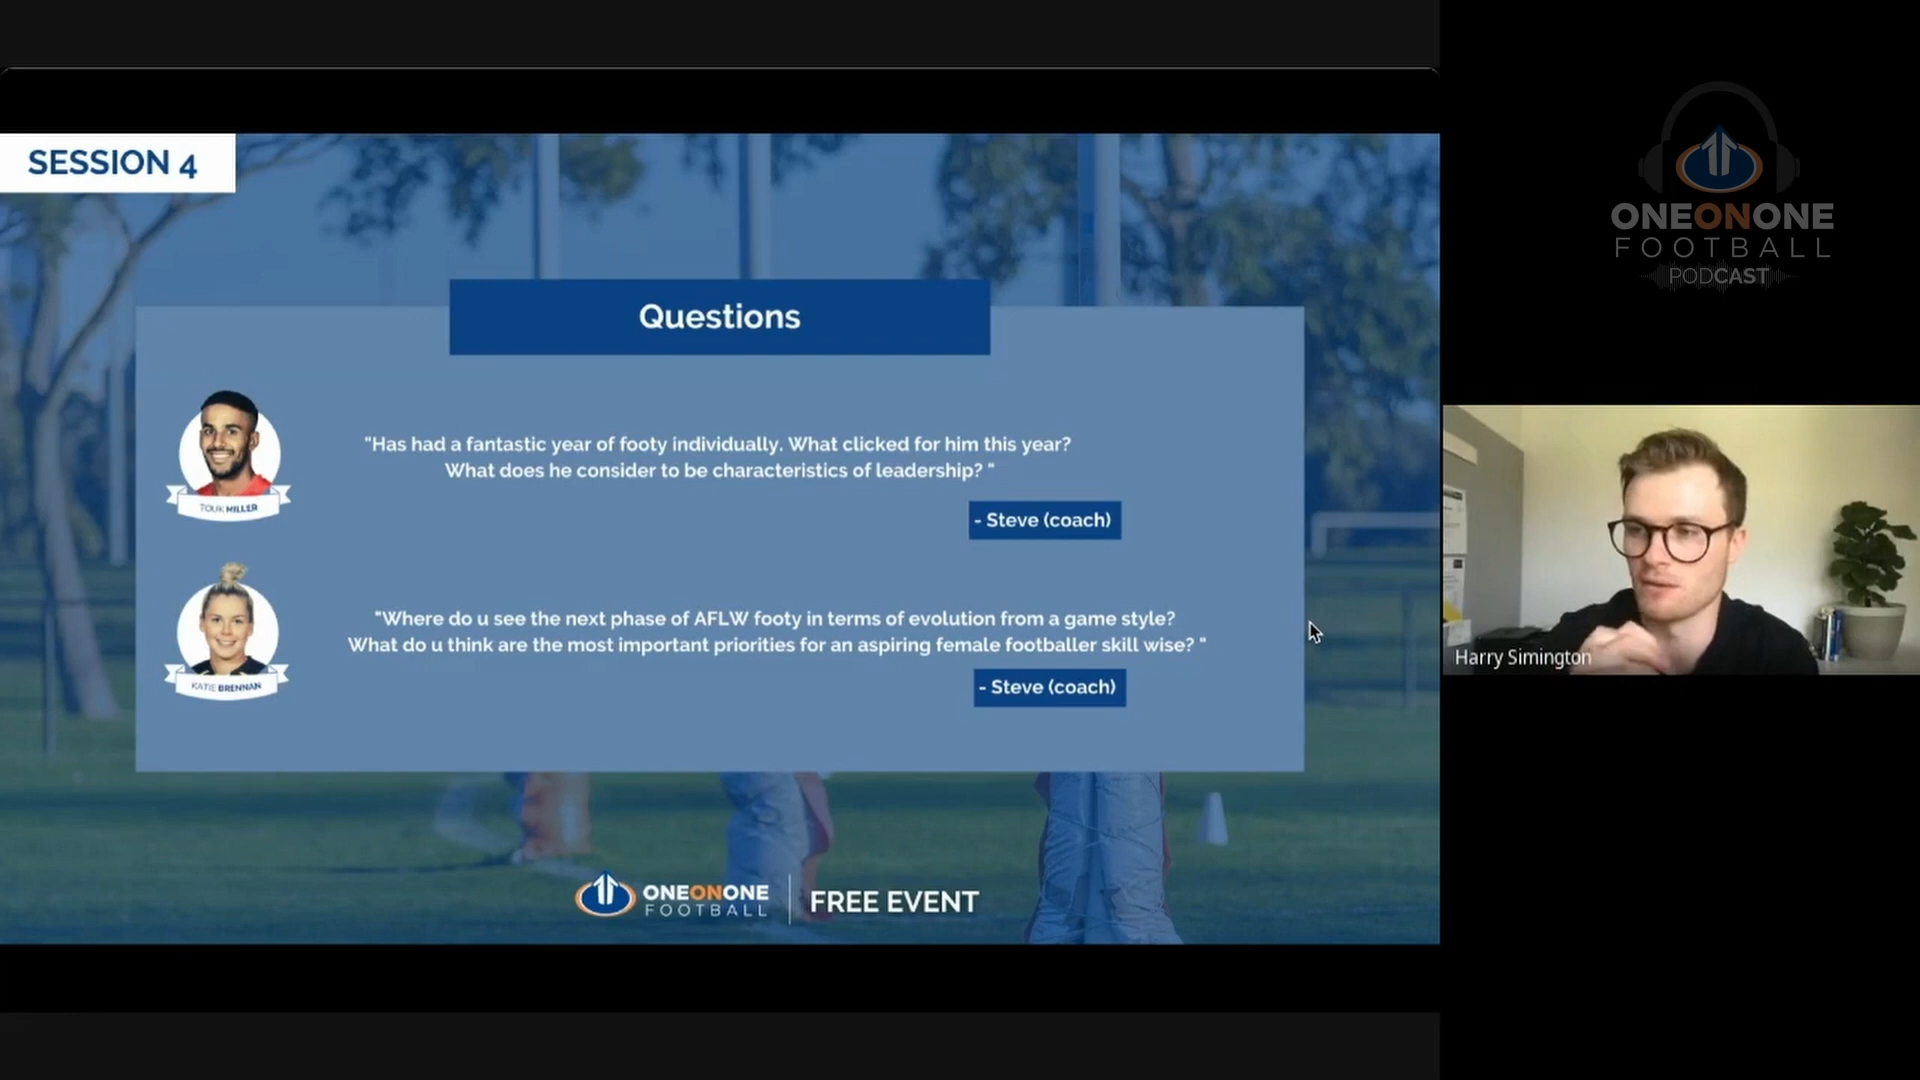 SESSION 4
Questions
"Has had a fantastic year of footy individually. What clicked for him this year?
What does he consider to be characteristics of leadership? "
- Steve (coach)
TOUK MILLER
"Where do u see the next phase of AFLW footy in terms of evolution from a game style?
What do u think are the most important priorities for an aspiring female footballer skill wise? "
- Steve (coach)
KATIE BRENNAN
ONEONONE
FOOTBALL
FREE EVENT
ONEONONE
FOOTBALL
PODCAST
Harry Simington